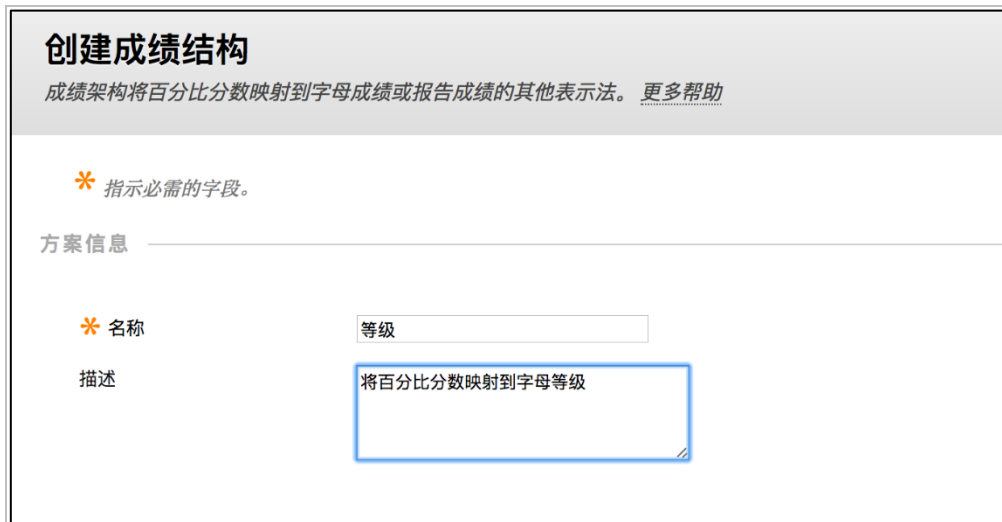 创建成绩结构
成绩架构将百分比分数映射到字母成绩或报告成绩的其他表示法。 更多帮助
* 指示必需的字段。
方案信息
* 名称 等级
描述 将百分比分数映射到字母等级